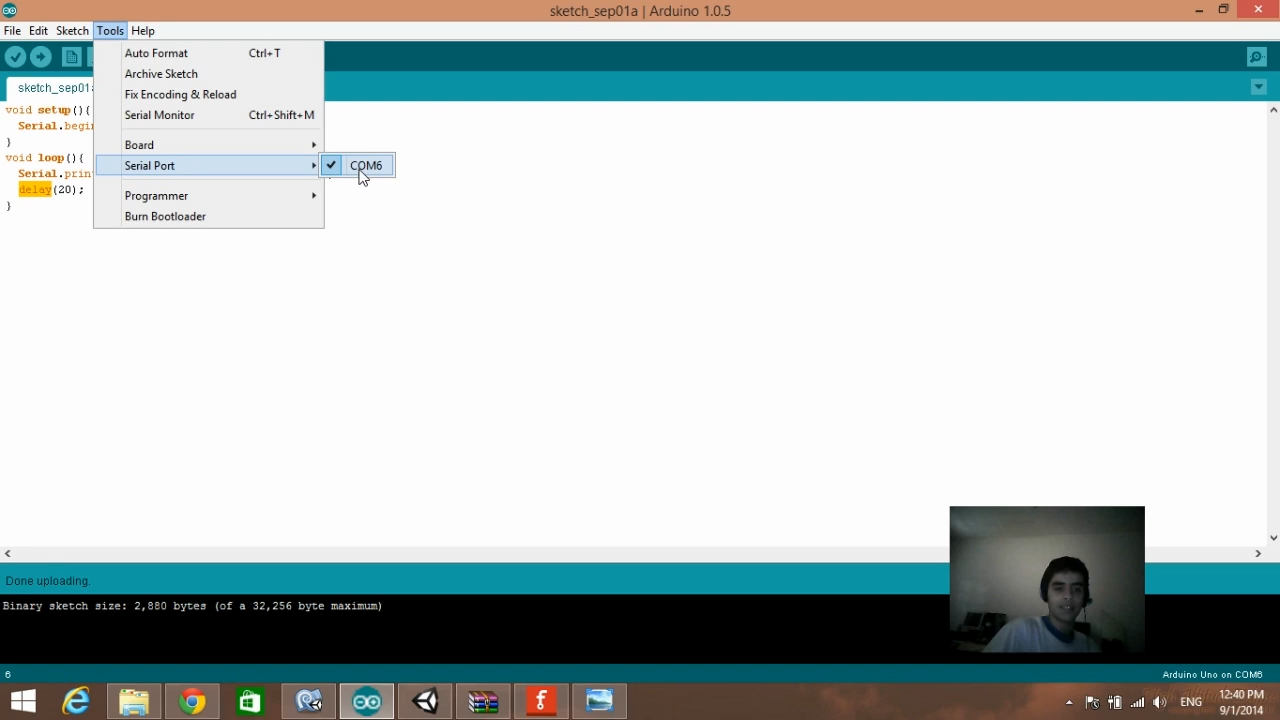 sketch_sep01a | Arduino 1.0.5
File Edit Sketch Tools Help
Auto Format Ctrl+T
Archive Sketch
Fix Encoding & Reload
Serial Monitor Ctrl+Shift+M
Board
Serial Port
COM6
Programmer
Burn Bootloader
sketch_sep01a
void setup(){
Serial.begin
}
void loop(){
Serial.prin
delay(20);
}
Done uploading.
Binary sketch size: 2,880 bytes (of a 32,256 byte maximum)
6
Arduino Uno on COM6
ENG
12:40 PM
9/1/2014